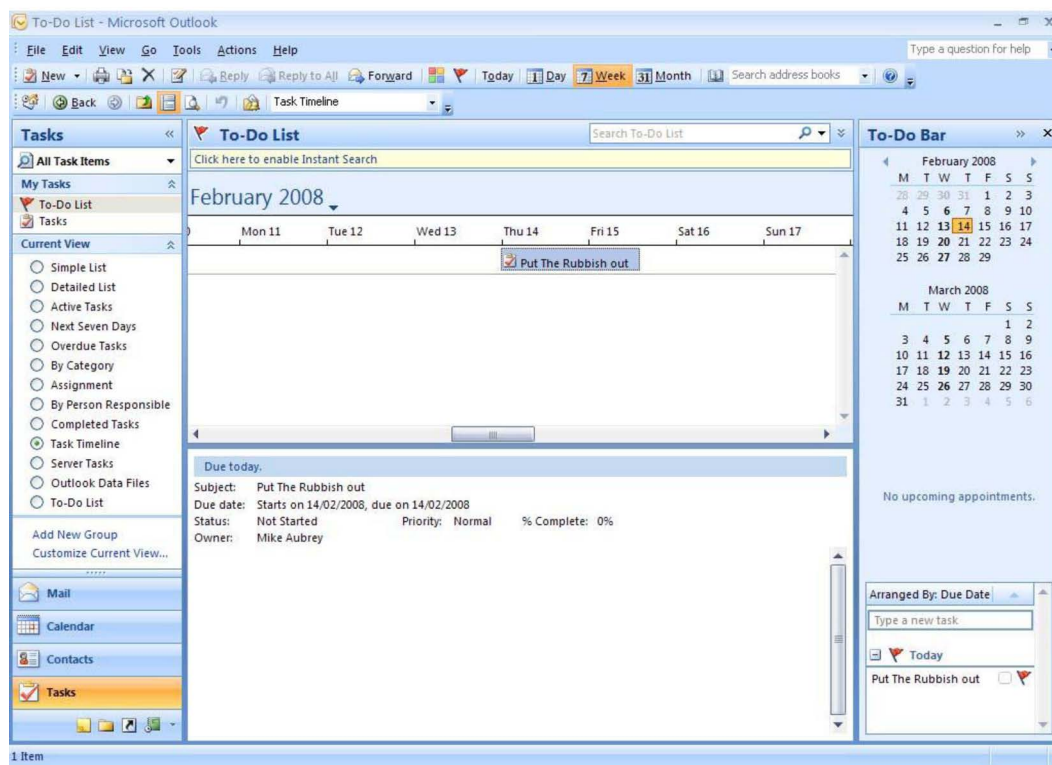 To-Do List - Microsoft Outlook
File Edit View Go Tools Actions Help
Type a question for help
New Reply Reply to All Forward Today 1 Day 7 Week 31 Month Search address books
Back Task Timeline
Tasks
All Task Items
My Tasks
To-Do List
Tasks
Current View
Simple List
Detailed List
Active Tasks
Next Seven Days
Overdue Tasks
By Category
Assignment
By Person Responsible
Completed Tasks
Task Timeline
Server Tasks
Outlook Data Files
To-Do List
Add New Group
Customize Current View...
Mail
Calendar
Contacts
Tasks
To-Do List Search To-Do List
Click here to enable Instant Search
February 2008
Mon 11 Tue 12 Wed 13 Thu 14 Fri 15 Sat 16 Sun 17
Put The Rubbish out
Due today.
Subject: Put The Rubbish out
Due date: Starts on 14/02/2008, due on 14/02/2008
Status: Not Started Priority: Normal % Complete: 0%
Owner: Mike Aubrey
To-Do Bar
February 2008
M T W T F S S
28 29 30 31 1 2 3
4 5 6 7 8 9 10
11 12 13 14 15 16 17
18 19 20 21 22 23 24
25 26 27 28 29
March 2008
M T W T F S S
1 2
3 4 5 6 7 8 9
10 11 12 13 14 15 16
17 18 19 20 21 22 23
24 25 26 27 28 29 30
31 1 2 3 4 5 6
No upcoming appointments.
Arranged By: Due Date
Type a new task
Today
Put The Rubbish out
1 Item